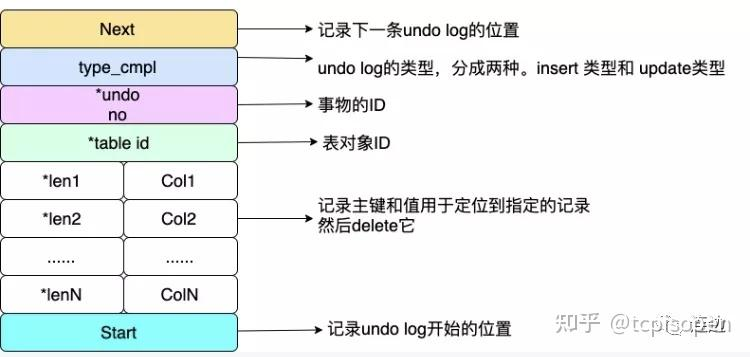 Next
记录下一条undo log的位置
type_cmpl
undo log的类型，分成两种。insert 类型和 update类型
*undo
no
事物的ID
*table id
表对象ID
*len1 Col1
*len2 Col2
记录主键和值用于定位到指定的记录
然后delete它
...... ......
*lenN ColN
Start
记录undo log开始的位置
知乎